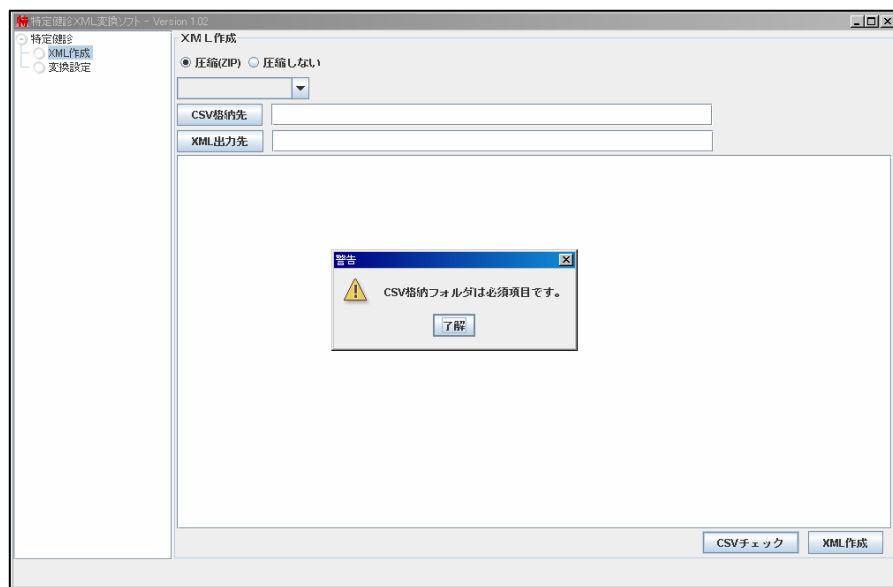 特定健診XML変換ソフト - Version 1.02
特定健診
XML作成
変換設定
XML作成
圧縮(ZIP) 圧縮しない
CSV格納先
XML出力先
警告
CSV格納フォルダは必須項目です。
了解
CSVチェック XML作成